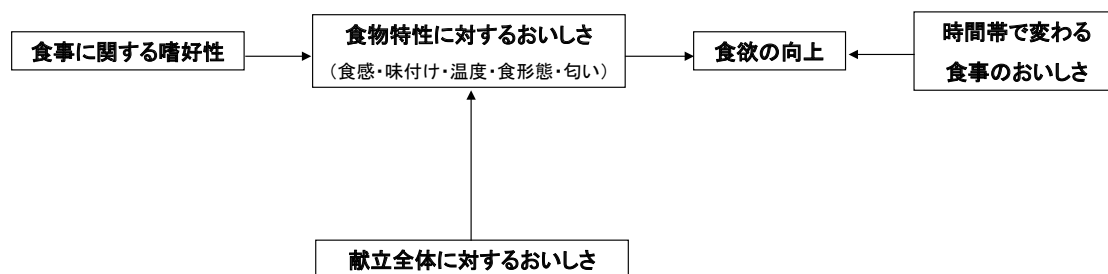 食事に関する嗜好性
食物特性に対するおいしさ
（食感・味付け・温度・食形態・匂い）
食欲の向上
時間帯で変わる
食事のおいしさ
献立全体に対するおいしさ